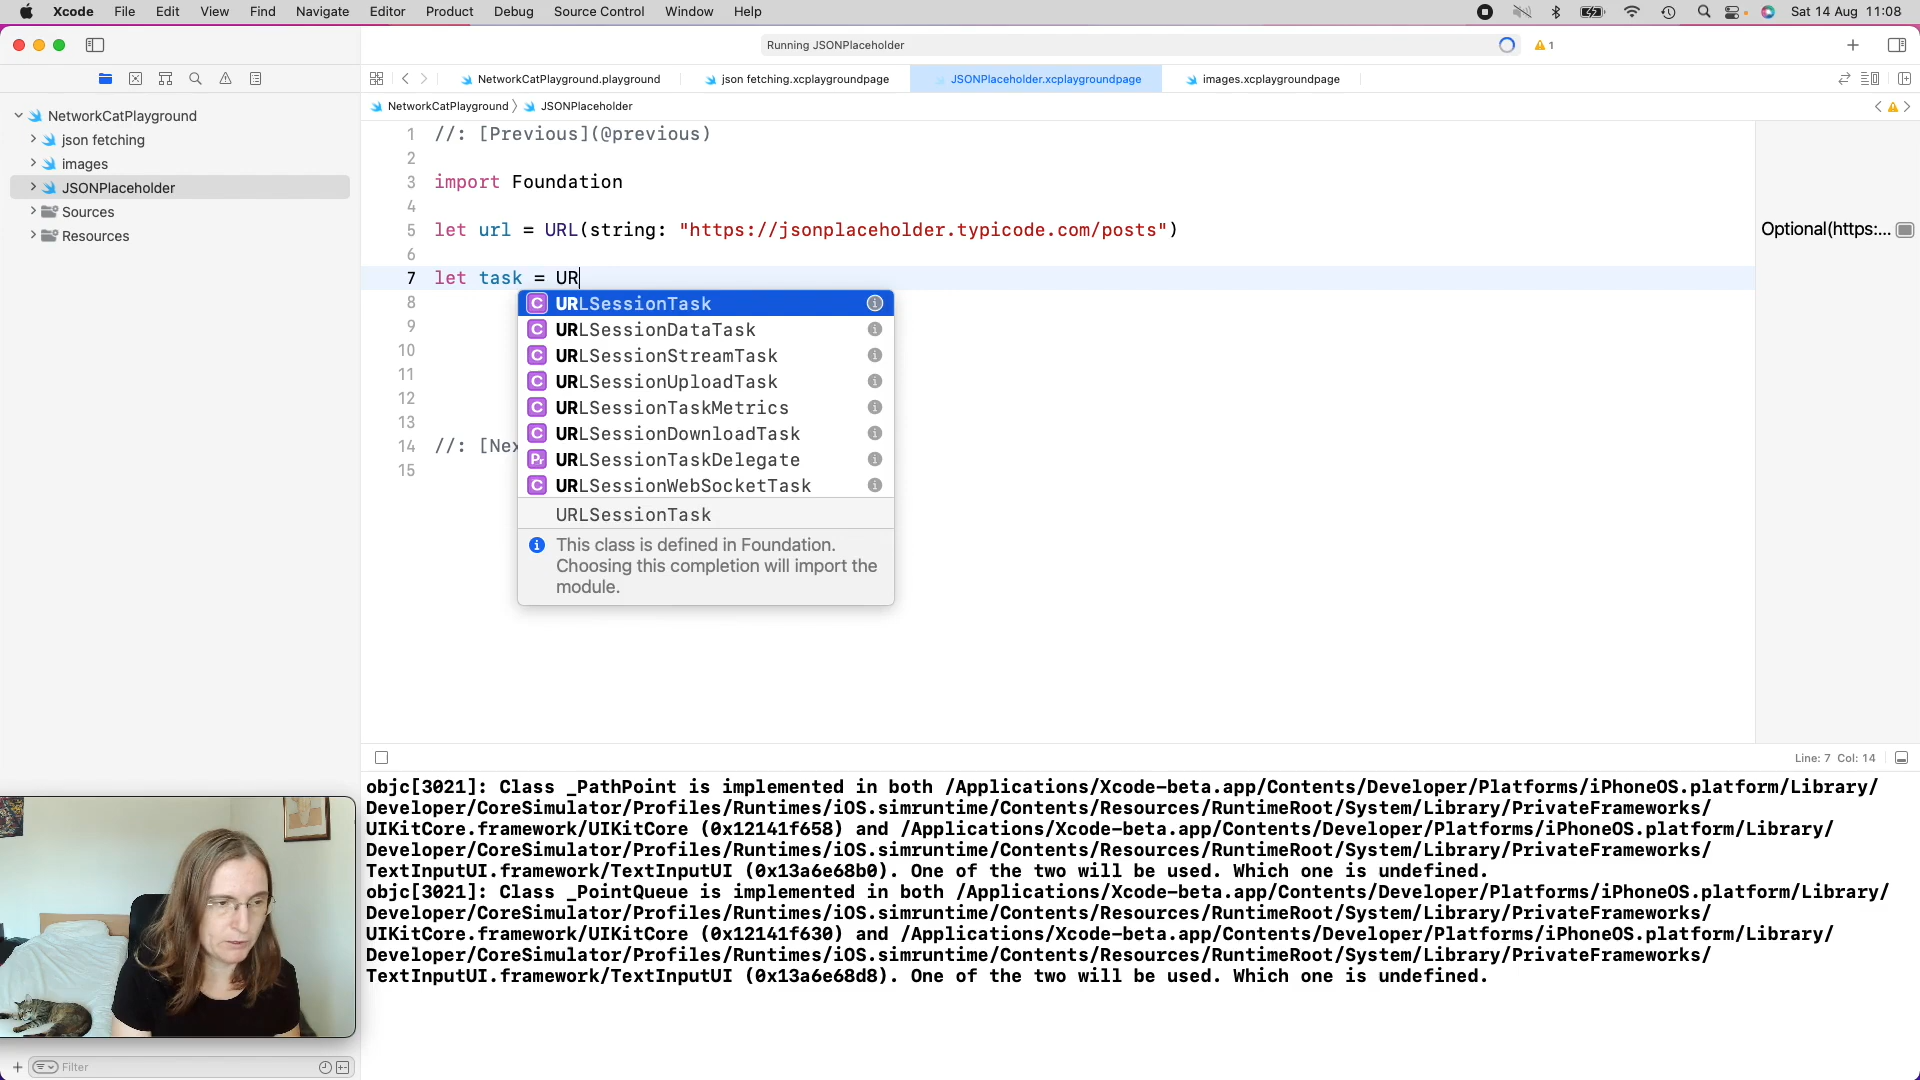 Xcode File Edit View Find Navigate Editor Product Debug Source Control Window Help Sat 14 Aug 11:08
Running JSONPlaceholder 1
NetworkCatPlayground.playground json fetching.xcplaygroundpage JSONPlaceholder.xcplaygroundpage images.xcplaygroundpage
NetworkCatPlayground JSONPlaceholder
NetworkCatPlayground
json fetching
images
JSONPlaceholder
Sources
Resources
1 //: [Previous](@previous)
2
3 import Foundation
4
5 let url = URL(string: "https://jsonplaceholder.typicode.com/posts")
Optional(https:...
6
7 let task = UR
8
9
10
11
12
13
14 //: [Nex
15
C URLSessionTask
C URLSessionDataTask
C URLSessionStreamTask
C URLSessionUploadTask
C URLSessionTaskMetrics
C URLSessionDownloadTask
Pr URLSessionTaskDelegate
C URLSessionWebSocketTask
URLSessionTask
This class is defined in Foundation.
Choosing this completion will import the
module.
Line: 7 Col: 14
objc[3021]: Class _PathPoint is implemented in both /Applications/Xcode-beta.app/Contents/Developer/Platforms/iPhoneOS.platform/Library/
Developer/CoreSimulator/Profiles/Runtimes/iOS.simruntime/Contents/Resources/RuntimeRoot/System/Library/PrivateFrameworks/
UIKitCore.framework/UIKitCore (0x12141f658) and /Applications/Xcode-beta.app/Contents/Developer/Platforms/iPhoneOS.platform/Library/
Developer/CoreSimulator/Profiles/Runtimes/iOS.simruntime/Contents/Resources/RuntimeRoot/System/Library/PrivateFrameworks/
TextInputUI.framework/TextInputUI (0x13a6e68b0). One of the two will be used. Which one is undefined.
objc[3021]: Class _PointQueue is implemented in both /Applications/Xcode-beta.app/Contents/Developer/Platforms/iPhoneOS.platform/Library/
Developer/CoreSimulator/Profiles/Runtimes/iOS.simruntime/Contents/Resources/RuntimeRoot/System/Library/PrivateFrameworks/
UIKitCore.framework/UIKitCore (0x12141f630) and /Applications/Xcode-beta.app/Contents/Developer/Platforms/iPhoneOS.platform/Library/
Developer/CoreSimulator/Profiles/Runtimes/iOS.simruntime/Contents/Resources/RuntimeRoot/System/Library/PrivateFrameworks/
TextInputUI.framework/TextInputUI (0x13a6e68d8). One of the two will be used. Which one is undefined.
Filter